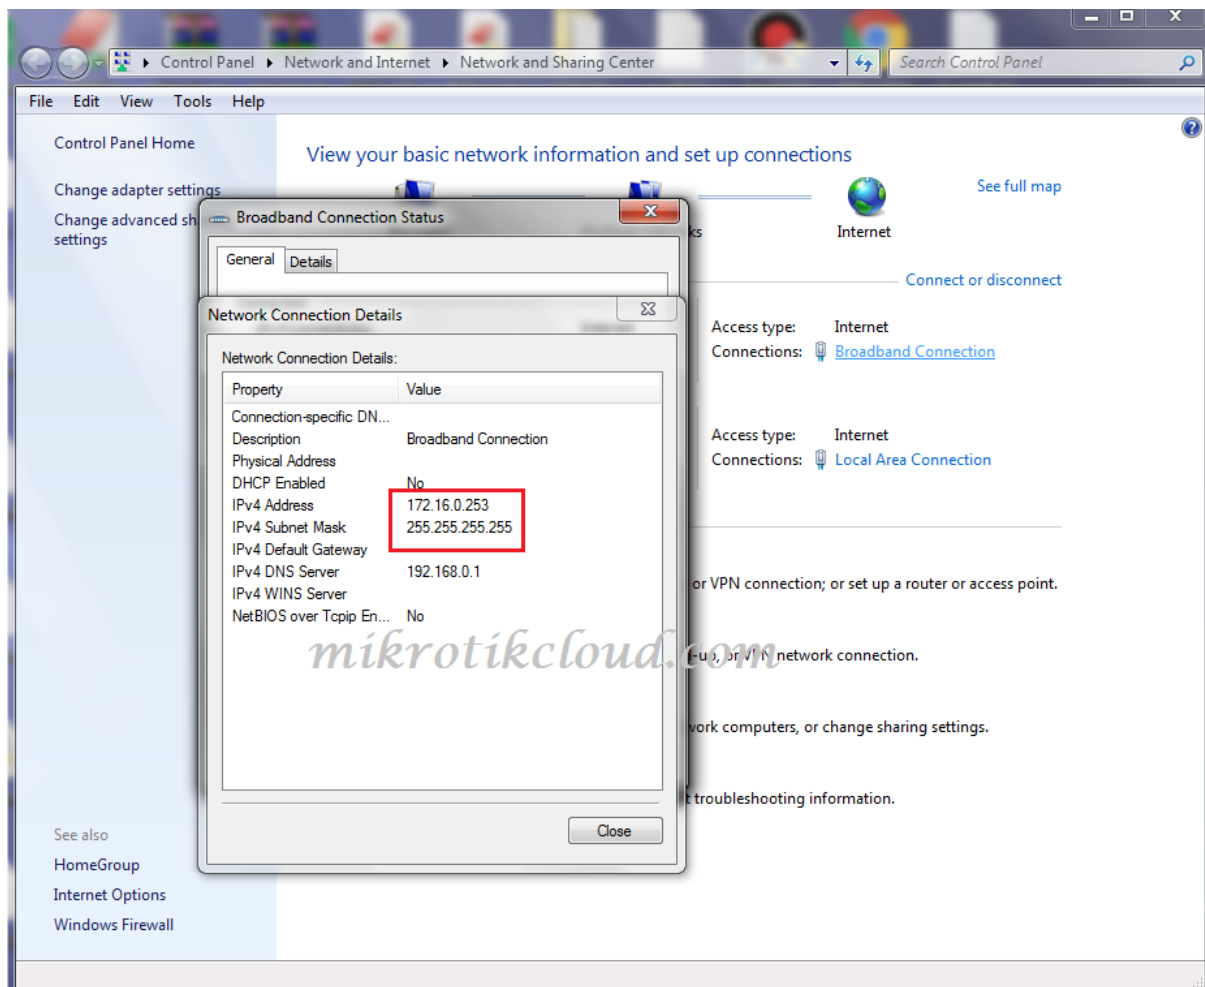 Control Panel ▸ Network and Internet ▸ Network and Sharing Center
Search Control Panel
File Edit View Tools Help
Control Panel Home
Change adapter settings
Change advanced sh
settings
View your basic network information and set up connections
See full map
ks
Internet
Connect or disconnect
Access type: Internet
Connections: Broadband Connection
Access type: Internet
Connections: Local Area Connection
or VPN connection; or set up a router or access point.
-up, or VPN network connection.
work computers, or change sharing settings.
t troubleshooting information.
Broadband Connection Status
General Details
Network Connection Details
Network Connection Details:
Property Value
Connection-specific DN...
Description Broadband Connection
Physical Address
DHCP Enabled No
IPv4 Address 172.16.0.253
IPv4 Subnet Mask 255.255.255.255
IPv4 Default Gateway
IPv4 DNS Server 192.168.0.1
IPv4 WINS Server
NetBIOS over Tcpip En... No
mikrotikcloud.com
Close
See also
HomeGroup
Internet Options
Windows Firewall